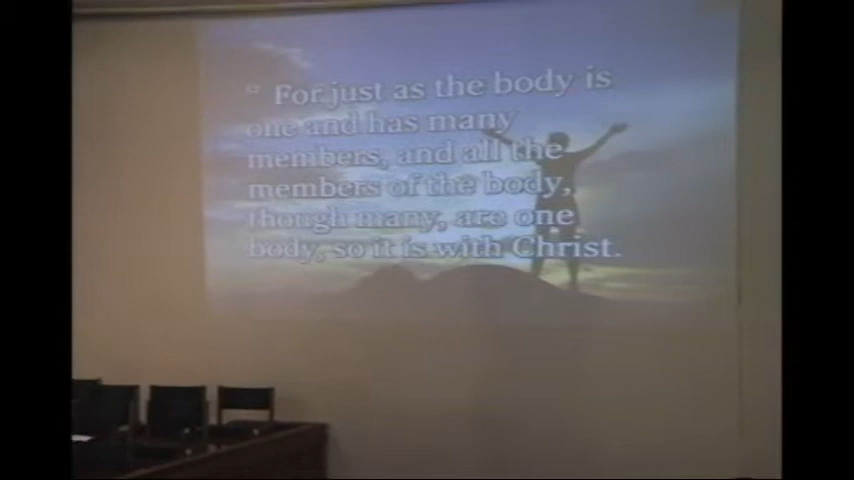 12 For just as the body is
one and has many
members, and all the
members of the body,
though many, are one
body, so it is with Christ.